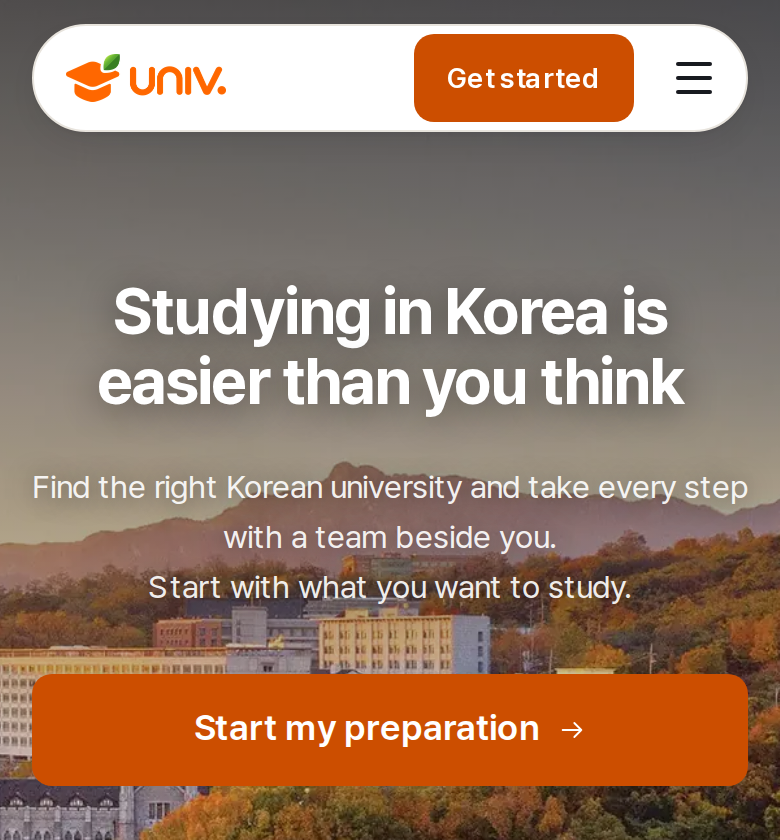 UNIV.
Get started
Studying in Korea is
easier than you think
Find the right Korean university and take every step
with a team beside you.
Start with what you want to study.
Start my preparation →